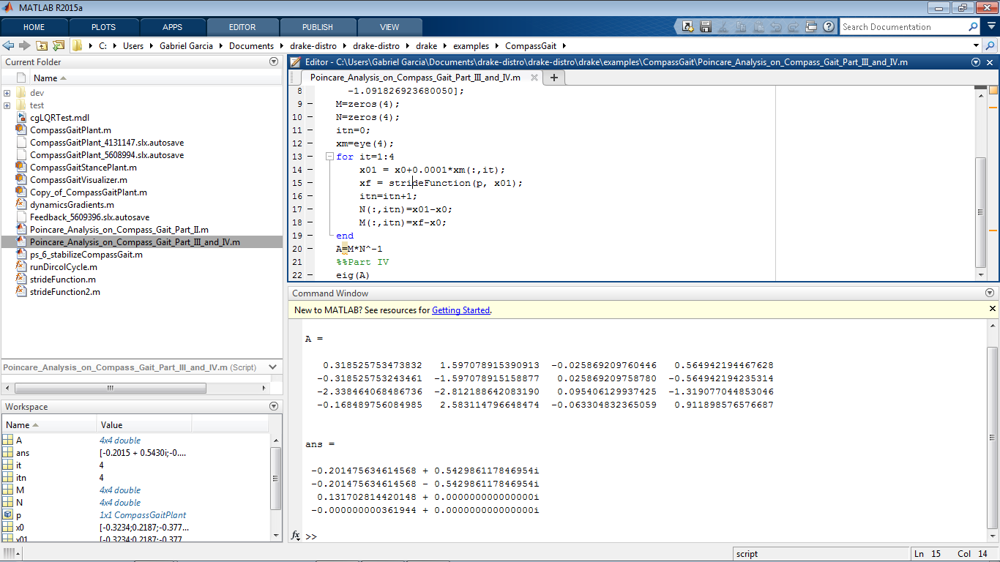 MATLAB R2015a
HOME PLOTS APPS EDITOR PUBLISH VIEW Search Documentation
C: Users Gabriel Garcia Documents drake-distro drake-distro drake examples CompassGait
Current Folder
Name
dev
test
cgLQRTest.mdl
CompassGaitPlant.m
CompassGaitPlant_4131147.slx.autosave
CompassGaitPlant_5608994.slx.autosave
CompassGaitStancePlant.m
CompassGaitVisualizer.m
Copy_of_CompassGaitPlant.m
dynamicsGradients.m
Feedback_5609396.slx.autosave
Poincare_Analysis_on_Compass_Gait_Part_II.m
Poincare_Analysis_on_Compass_Gait_Part_III_and_IV.m
ps_6_stabilizeCompassGait.m
runDircolCycle.m
strideFunction.m
strideFunction2.m
Poincare_Analysis_on_Compass_Gait_Part_III_and_IV.m (Script)
Workspace
Name Value
A 4x4 double
ans [-0.2015 + 0.5430i;-0....
it 4
itn 4
M 4x4 double
N 4x4 double
p 1x1 CompassGaitPlant
x0 [-0.3234;0.2187;-0.377...
x01 [-0.3234;0.2187;-0.377
Editor - C:\Users\Gabriel Garcia\Documents\drake-distro\drake-distro\drake\examples\CompassGait\Poincare_Analysis_on_Compass_Gait_Part_III_and_IV.m
Poincare_Analysis_on_Compass_Gait_Part_III_and_IV.m
8 -1.091826923680050];
9 - M=zeros(4);
10 - N=zeros(4);
11 - itn=0;
12 - xm=eye(4);
13 - for it=1:4
14 - x01 = x0+0.0001*xm(:,it);
15 - xf = strideFunction(p, x01);
16 - itn=itn+1;
17 - N(:,itn)=x01-x0;
18 - M(:,itn)=xf-x0;
19 - end
20 - A=M*N^-1
21 %%Part IV
22 - eig(A)
Command Window
New to MATLAB? See resources for Getting Started.
A =
0.318525753473832 1.597078915390913 -0.025869209760446 0.564942194467628
-0.318525753243461 -1.597078915158877 0.025869209758780 -0.564942194235314
-2.338464068486736 -2.812188642083190 0.095406129937425 -1.319077044853046
-0.168489756084985 2.583114796648474 -0.063304832365059 0.911898576576687
ans =
-0.201475634614568 + 0.542986117846954i
-0.201475634614568 - 0.542986117846954i
0.131702814420148 + 0.000000000000000i
-0.000000000361944 + 0.000000000000000i
fx >>
script Ln 15 Col 14